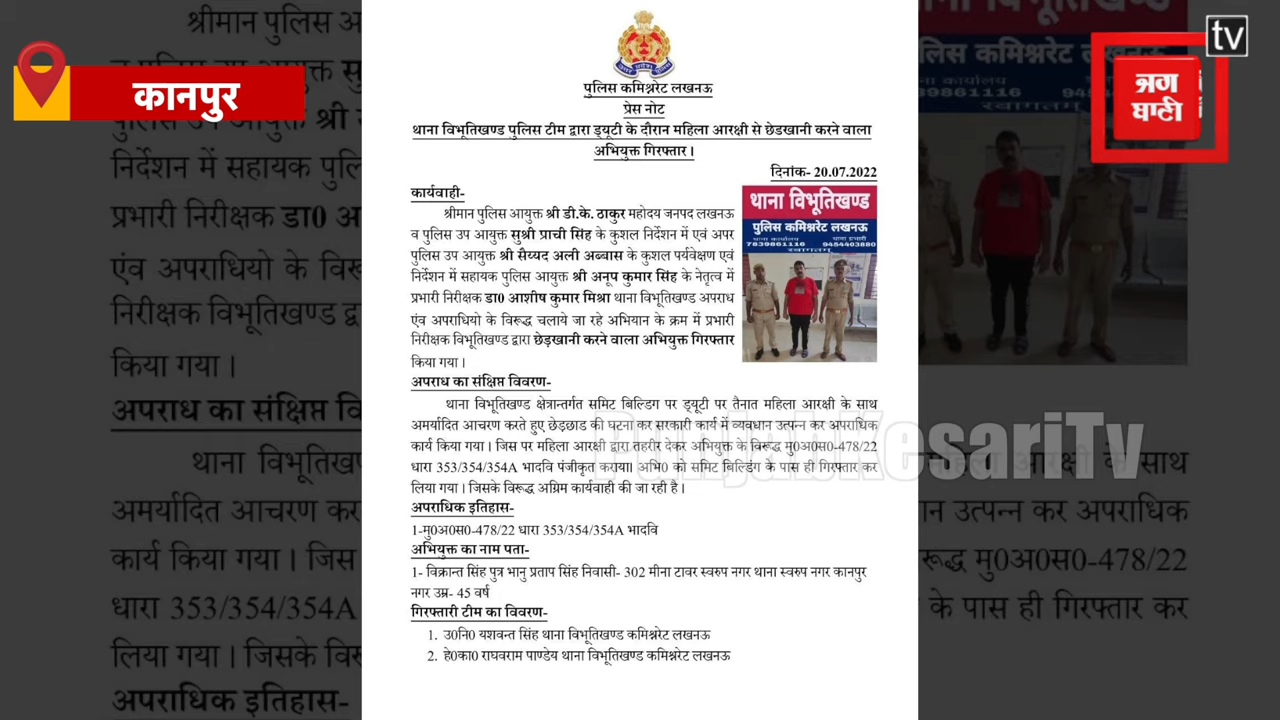 कानपुर
tv
जग बाणी
पुलिस कमिश्नरेट लखनऊ
प्रेस नोट
थाना विभूतिखण्ड पुलिस टीम द्वारा ड्यूटी के दौरान महिला आरक्षी से छेडखानी करने वाला
अभियुक्त गिरफ्तार।
दिनांक- 20.07.2022
कार्यवाही-
श्रीमान पुलिस आयुक्त श्री डी.के. ठाकुर महोदय जनपद लखनऊ
व पुलिस उप आयुक्त सुश्री प्राची सिंह के कुशल निर्देशन में एवं अपर
पुलिस उप आयुक्त श्री सैय्यद अली अब्बास के कुशल पर्यवेक्षण एवं
निर्देशन में सहायक पुलिस आयुक्त श्री अनूप कुमार सिंह के नेतृत्व में
प्रभारी निरीक्षक डा0 आशीष कुमार मिश्रा थाना विभूतिखण्ड अपराध
एंव अपराधियो के विरूद्ध चलाये जा रहे अभियान के क्रम में प्रभारी
निरीक्षक विभूतिखण्ड द्वारा छेड़खानी करने वाला अभियुक्त गिरफ्तार
किया गया।
थाना विभूतिखण्ड
पुलिस कमिश्नरेट लखनऊ
थाना कार्यालय थाना प्रभारी
7839861116 9454403880
स्वागतम्
अपराध का संक्षिप्त विवरण-
थाना विभूतिखण्ड क्षेत्रान्तर्गत समिट बिल्डिग पर ड्यूटी पर तैनात महिला आरक्षी के साथ
अमर्यादित आचरण करते हुए छेड़छाड की घटना कर सरकारी कार्य में व्यवधान उत्पन्न कर अपराधिक
कार्य किया गया। जिस पर महिला आरक्षी द्वारा तहरीर देकर अभियुक्त के विरूद्ध मु0अ0स0-478/22
धारा 353/354/354A भादवि पंजीकृत कराया। अभि0 को समिट बिल्डिंग के पास ही गिरफ्तार कर
लिया गया। जिसके विरूद्ध अग्रिम कार्यवाही की जा रही है।
PunjabKesariTv
अपराधिक इतिहास-
1-मु0अ0स0-478/22 धारा 353/354/354A भादवि
अभियुक्त का नाम पता-
1- विक्रान्त सिंह पुत्र भानु प्रताप सिंह निवासी- 302 मीना टावर स्वरुप नगर थाना स्वरुप नगर कानपुर
नगर उम्र- 45 वर्ष
गिरफ्तारी टीम का विवरण-
1. उ0नि0 यशवन्त सिंह थाना विभूतिखण्ड कमिश्नरेट लखनऊ
2. हे0का0 राघवराम पाण्डेय थाना विभूतिखण्ड कमिश्नरेट लखनऊ